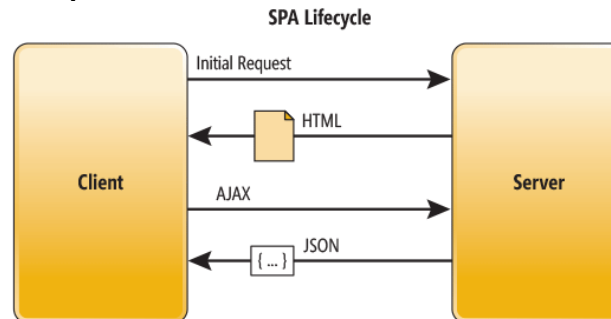 SPA Lifecycle
Initial Request
HTML
Client
Server
AJAX
JSON
{ ... }